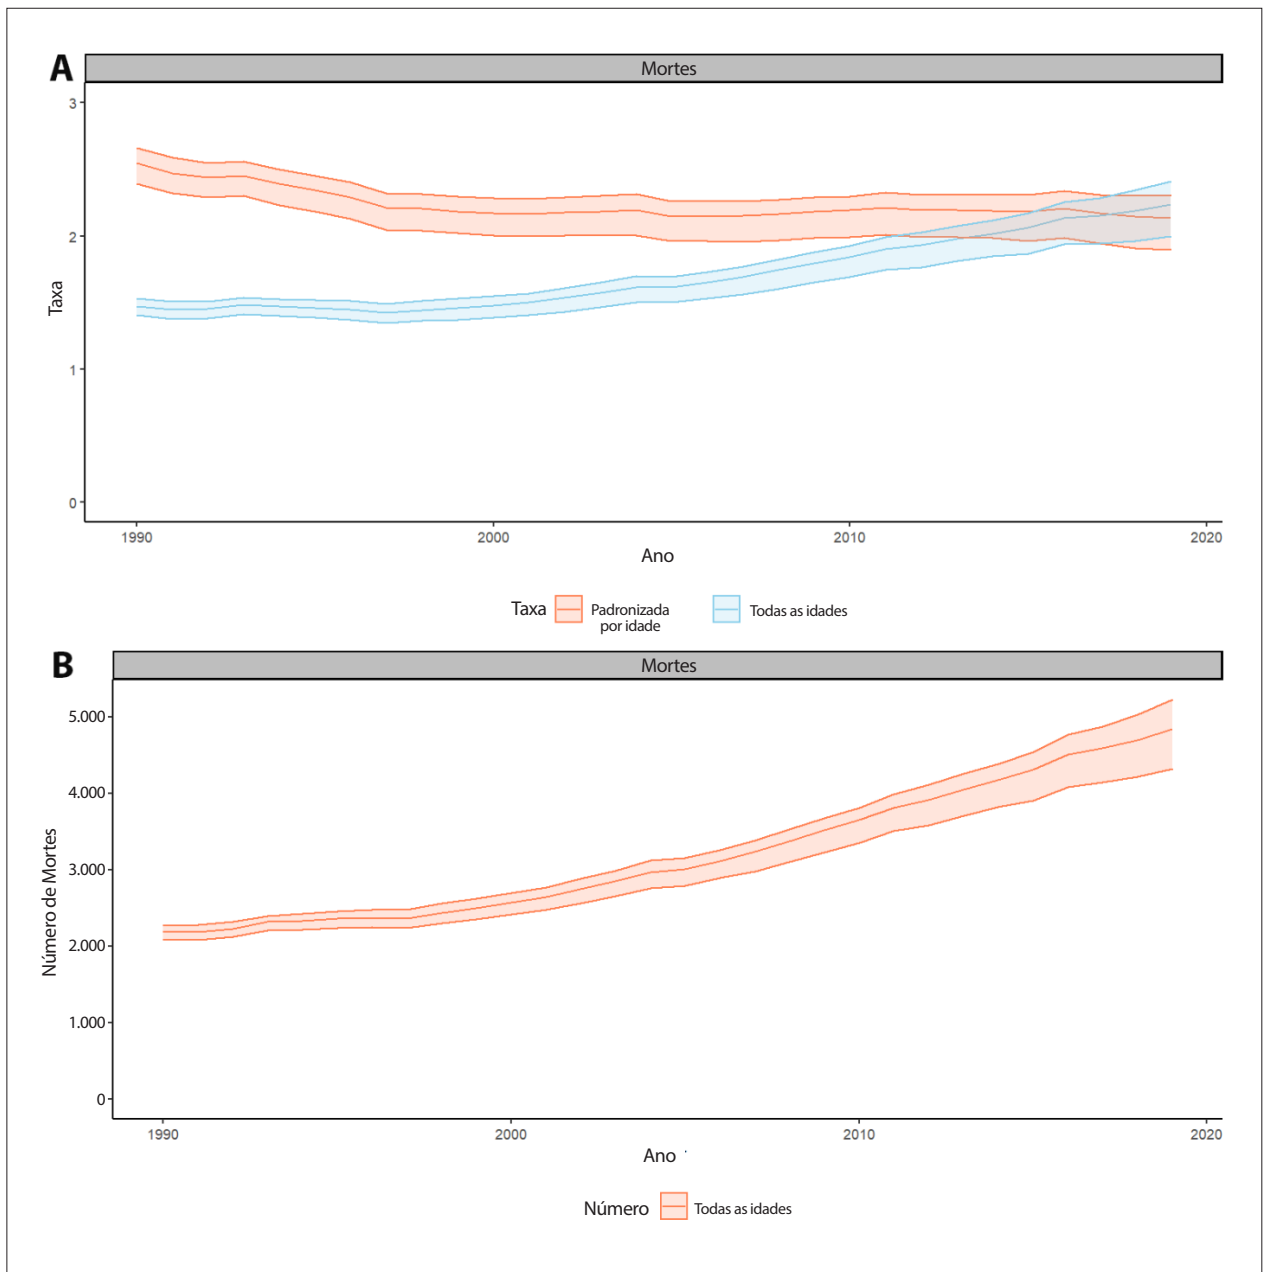 A
Mortes
3
2
1
0
Taxa
1990 2000 2010 2020
Ano
Taxa Padronizada por idade Todas as idades
B
Mortes
5.000
4.000
3.000
2.000
1.000
0
Número de Mortes
1990 2000 2010 2020
Ano
Número Todas as idades